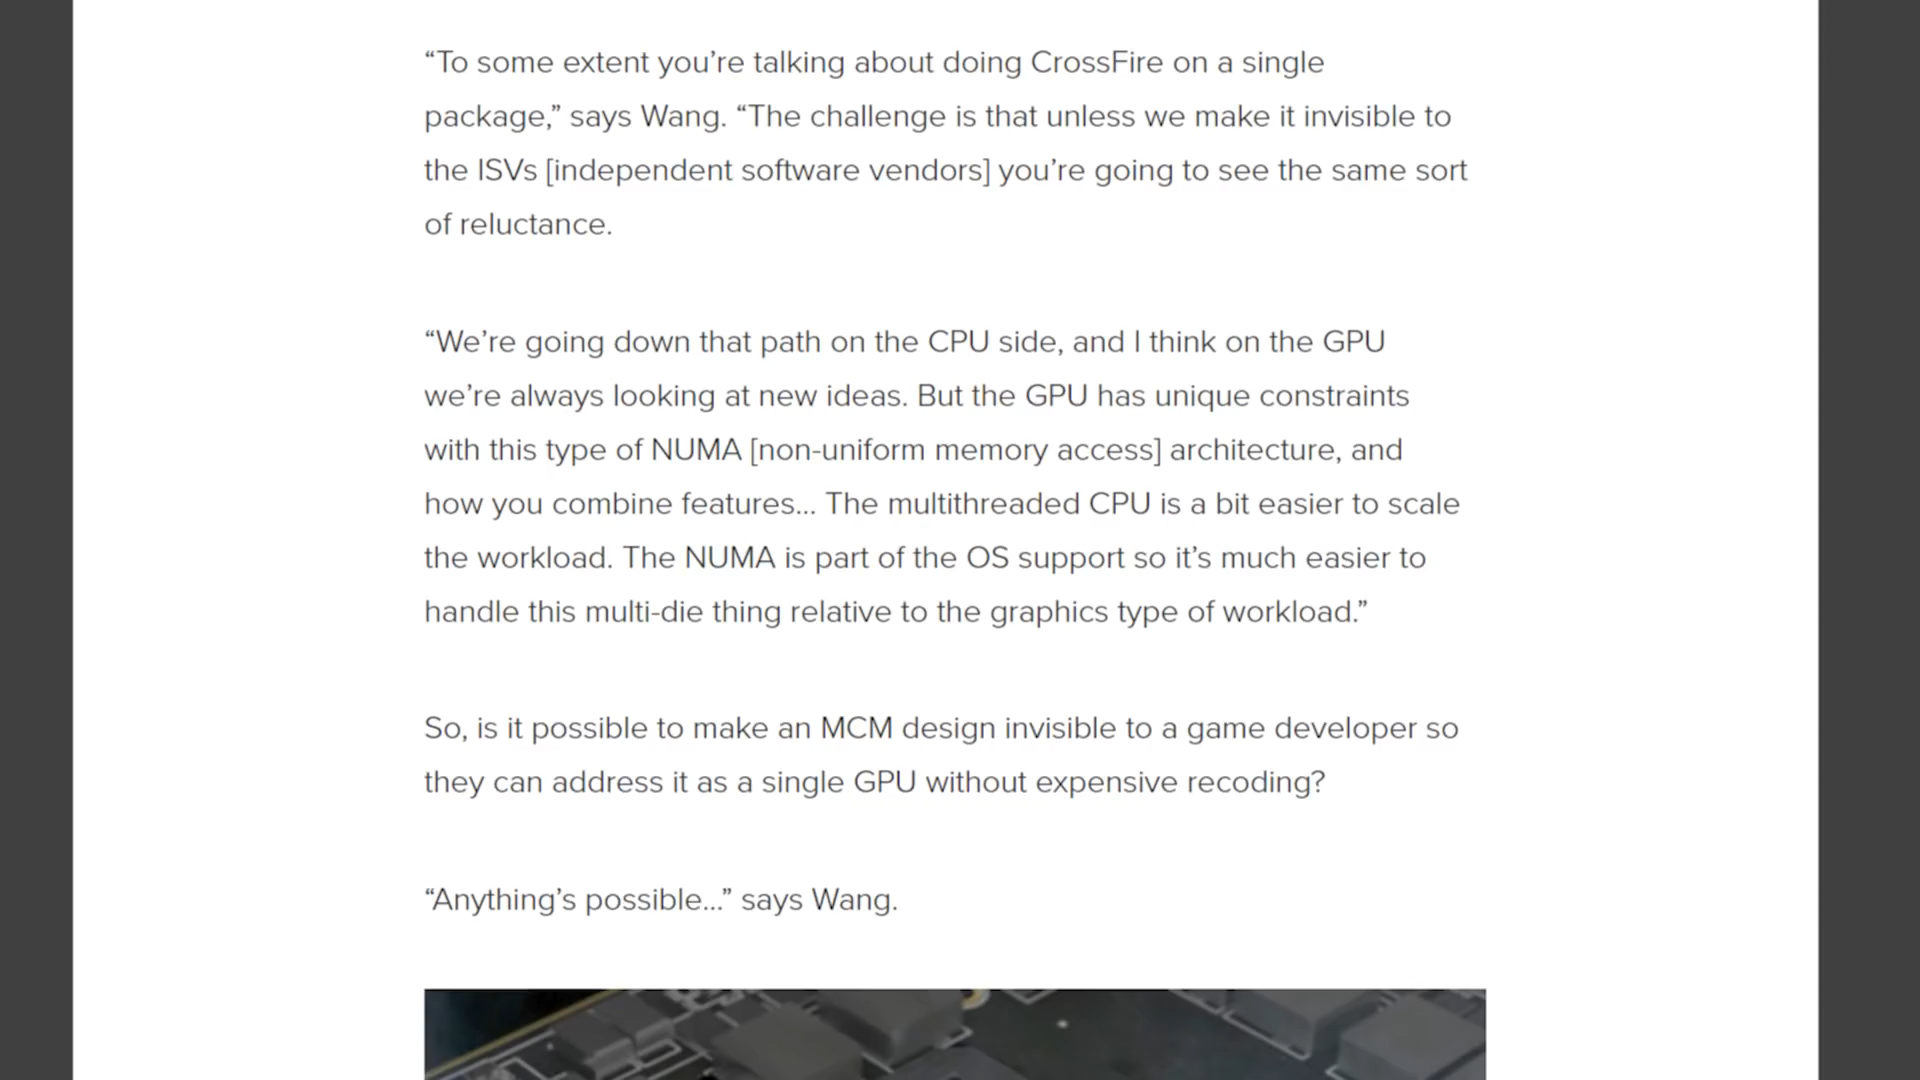 “To some extent you’re talking about doing CrossFire on a single
package,” says Wang. “The challenge is that unless we make it invisible to
the ISVs [independent software vendors] you’re going to see the same sort
of reluctance.
“We’re going down that path on the CPU side, and I think on the GPU
we’re always looking at new ideas. But the GPU has unique constraints
with this type of NUMA [non-uniform memory access] architecture, and
how you combine features... The multithreaded CPU is a bit easier to scale
the workload. The NUMA is part of the OS support so it’s much easier to
handle this multi-die thing relative to the graphics type of workload.”
So, is it possible to make an MCM design invisible to a game developer so
they can address it as a single GPU without expensive recoding?
“Anything’s possible...” says Wang.